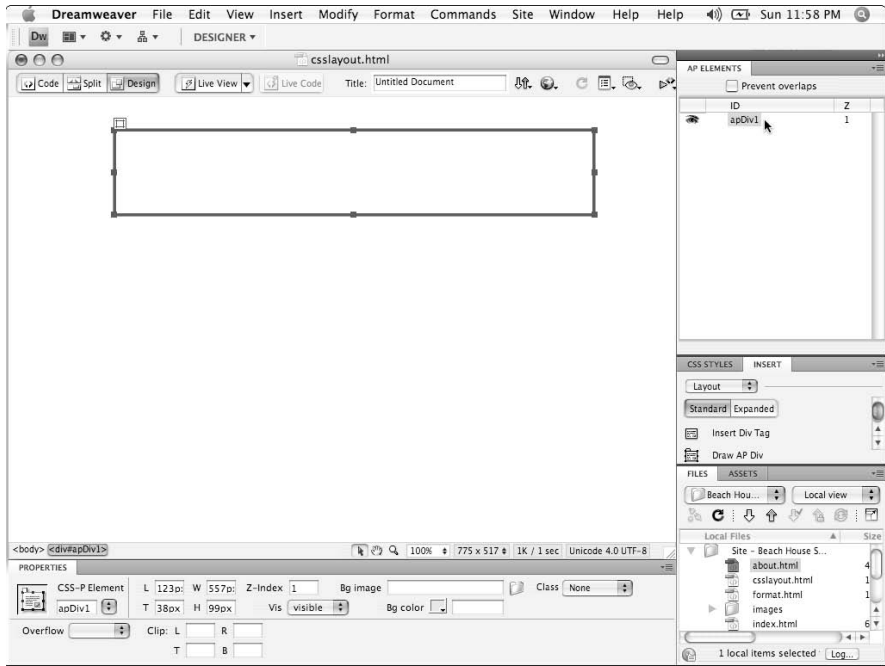 Dreamweaver File Edit View Insert Modify Format Commands Site Window Help Help Sun 11:58 PM
Dw DESIGNER
csslayout.html
Code Split Design Live View Live Code Title: Untitled Document
AP ELEMENTS
Prevent overlaps
ID Z
apDiv1 1
CSS STYLES INSERT
Layout
Standard Expanded
Insert Div Tag
Draw AP Div
FILES ASSETS
Beach Hou... Local view
Local Files Size
Site - Beach House S...
about.html 4
csslayout.html 1
format.html 1
images
index.html 6
1 local items selected Log...
<body> <div#apDiv1> 100% 775 x 517 1K / 1 sec Unicode 4.0 UTF-8
PROPERTIES
CSS-P Element L 123p: W 557p: Z-Index 1 Bg image Class None
apDiv1 T 38px H 99px Vis visible Bg color
Overflow Clip: L R
T B